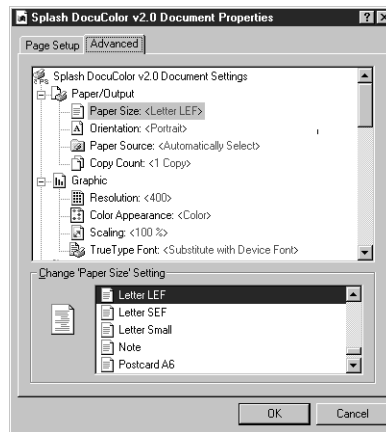 Splash DocuColor v2.0 Document Properties
Page Setup Advanced
Splash DocuColor v2.0 Document Settings
Paper/Output
Paper Size: <Letter LEF>
Orientation: <Portrait>
Paper Source: <Automatically Select>
Copy Count: <1 Copy>
Graphic
Resolution: <400>
Color Appearance: <Color>
Scaling: <100 %>
TrueType Font: <Substitute with Device Font>
Change 'Paper Size' Setting
Letter LEF
Letter SEF
Letter Small
Note
Postcard A6
OK Cancel